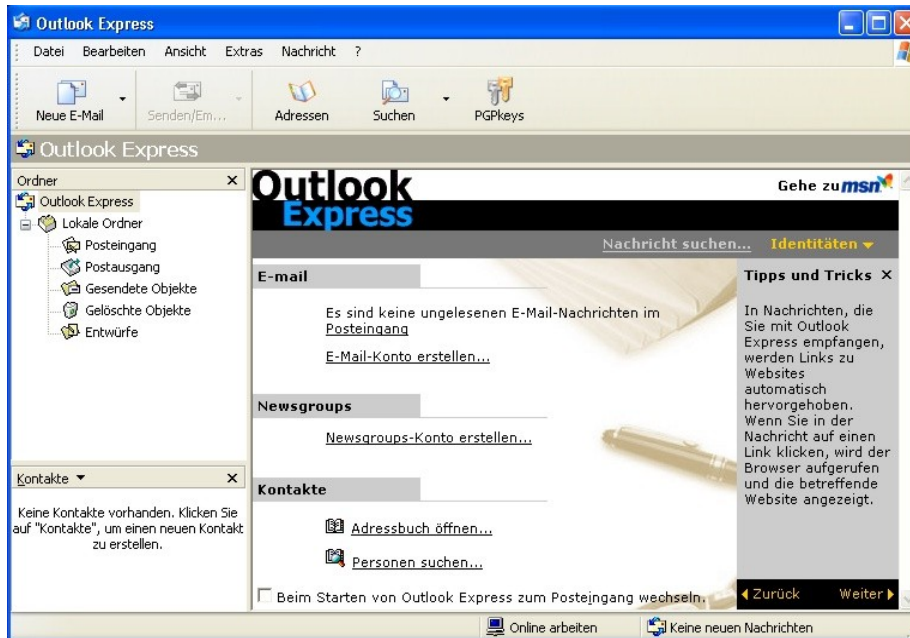 Outlook Express
Datei Bearbeiten Ansicht Extras Nachricht ?
Neue E-Mail Senden/Em... Adressen Suchen PGPkeys
Outlook Express
Ordner
Outlook Express
Lokale Ordner
Posteingang
Postausgang
Gesendete Objekte
Gelöschte Objekte
Entwürfe
Kontakte
Keine Kontakte vorhanden. Klicken Sie
auf "Kontakte", um einen neuen Kontakt
zu erstellen.
Outlook
Express
Gehe zu msn
Nachricht suchen... Identitäten
E-mail
Es sind keine ungelesenen E-Mail-Nachrichten im
Posteingang
E-Mail-Konto erstellen...
Newsgroups
Newsgroups-Konto erstellen...
Kontakte
Adressbuch öffnen...
Personen suchen...
Beim Starten von Outlook Express zum Posteingang wechseln.
Tipps und Tricks
In Nachrichten, die
Sie mit Outlook
Express empfangen,
werden Links zu
Websites
automatisch
hervorgehoben.
Wenn Sie in der
Nachricht auf einen
Link klicken, wird der
Browser aufgerufen
und die betreffende
Website angezeigt.
Zurück Weiter
Online arbeiten Keine neuen Nachrichten